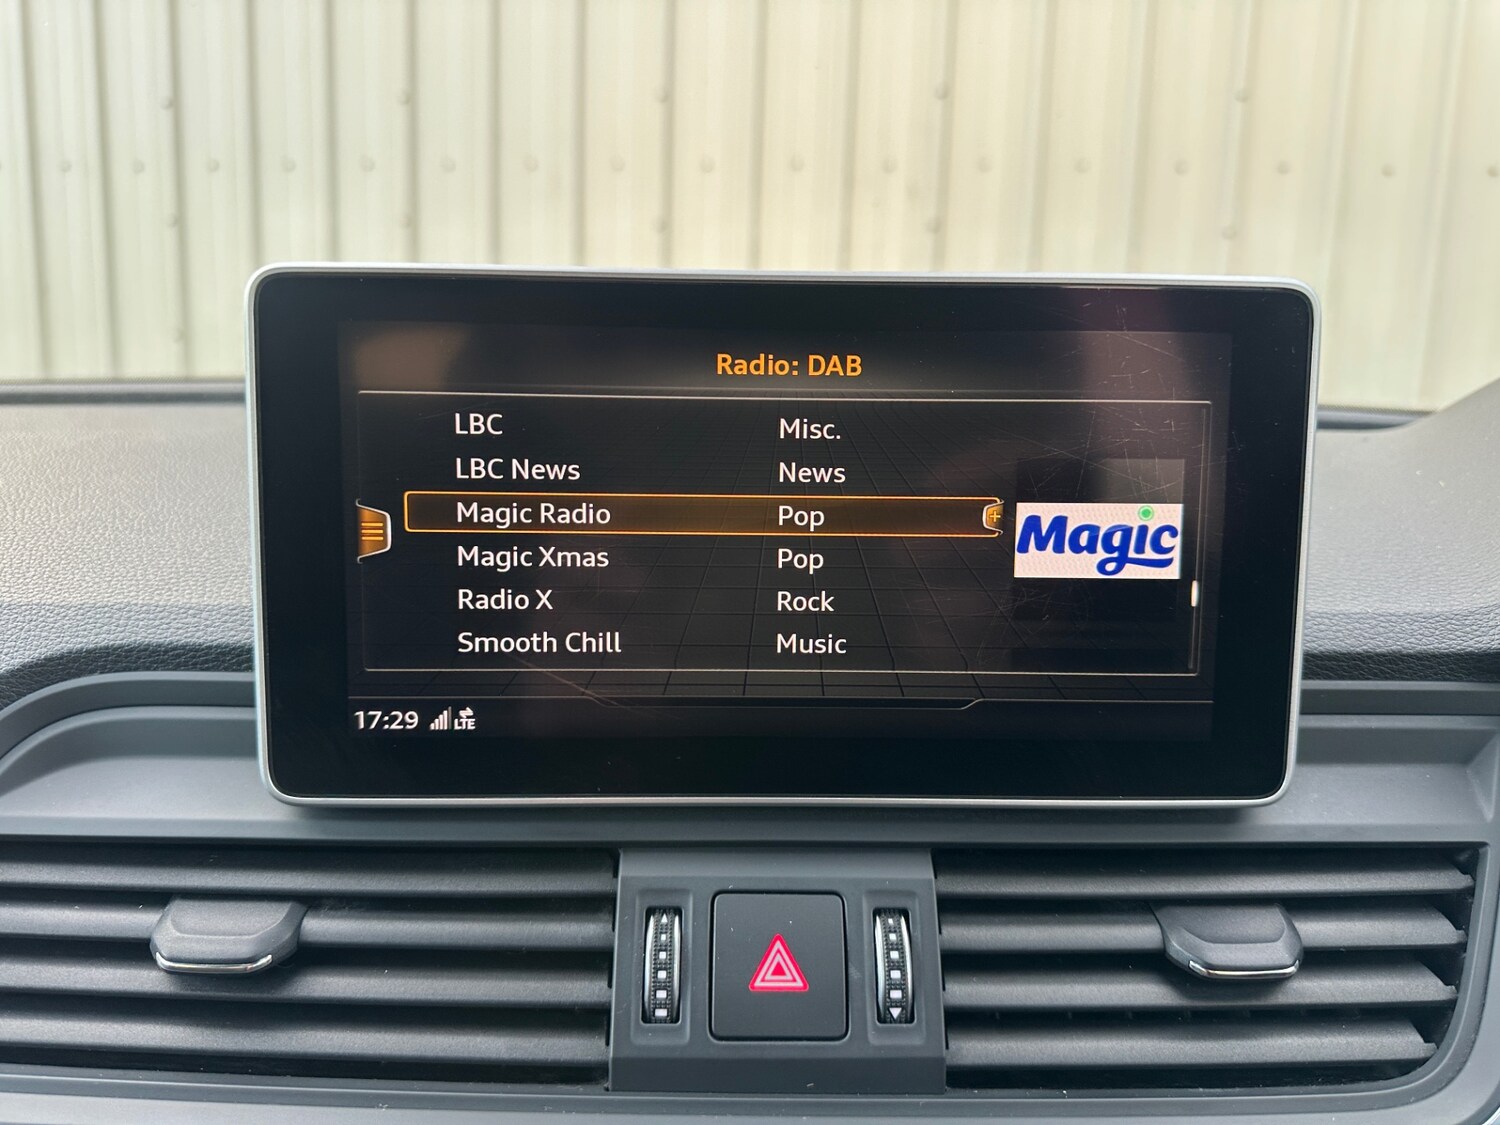 Radio: DAB
LBC Misc.
LBC News News
Magic Radio Pop
Magic
Magic Xmas Pop
Radio X Rock
Smooth Chill Music
17:29 LTE